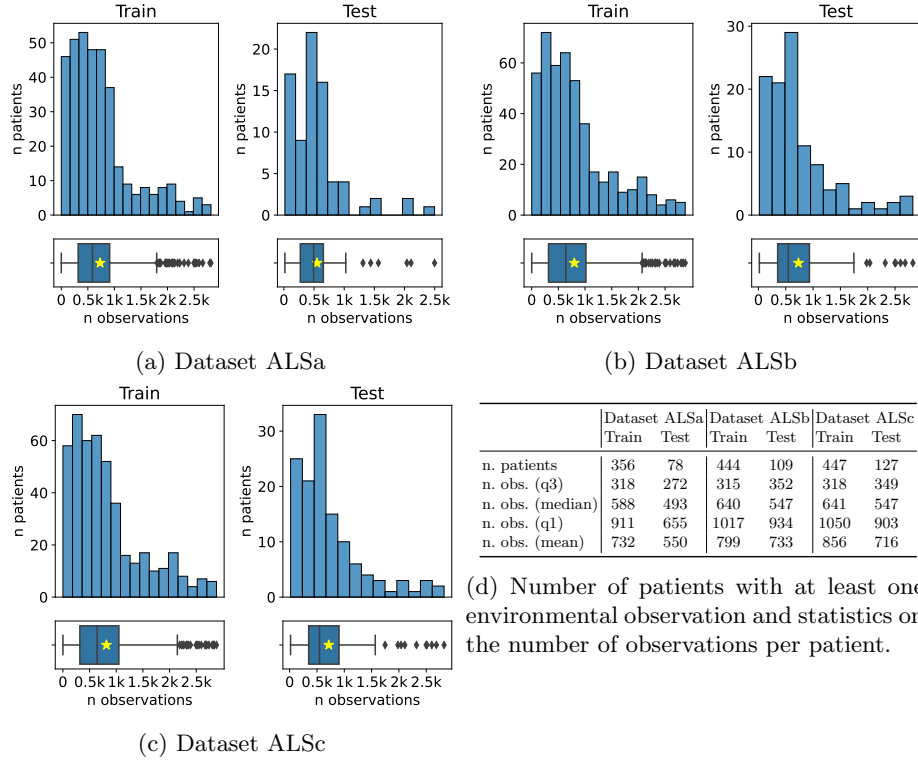 Train
Test
50
40
30
20
10
0
n patients
20
15
10
5
0
n patients
0 0.5k 1k 1.5k 2k 2.5k
n observations
0 0.5k 1k 1.5k 2k 2.5k
n observations
(a) Dataset ALSa
Train
Test
60
40
20
0
n patients
30
20
10
0
n patients
0 0.5k 1k 1.5k 2k 2.5k
n observations
0 0.5k 1k 1.5k 2k 2.5k
n observations
(b) Dataset ALSb
Train
Test
60
40
20
0
n patients
30
20
10
0
n patients
0 0.5k 1k 1.5k 2k 2.5k
n observations
0 0.5k 1k 1.5k 2k 2.5k
n observations
(c) Dataset ALSc
Dataset ALSa Dataset ALSb Dataset ALSc
Train Test Train Test Train Test
n. patients 356 78 444 109 447 127
n. obs. (q3) 318 272 315 352 318 349
n. obs. (median) 588 493 640 547 641 547
n. obs. (q1) 911 655 1017 934 1050 903
n. obs. (mean) 732 550 799 733 856 716
(d) Number of patients with at least one
environmental observation and statistics on
the number of observations per patient.